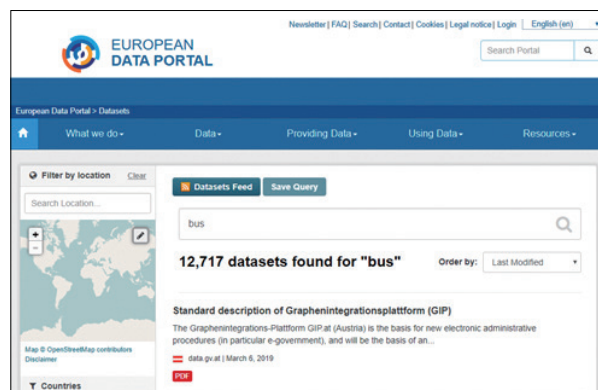 Newsletter | FAQ | Search | Contact | Cookies | Legal notice | Login English (en)
EUROPEAN
DATA PORTAL
Search Portal
European Data Portal > Datasets
What we do Data Providing Data Using Data Resources
Filter by location Clear
Search Location...
+
-
Map © OpenStreetMap contributors
Disclaimer
Countries
Datasets Feed Save Query
bus
12,717 datasets found for "bus" Order by: Last Modified
Standard description of Graphenintegrationsplattform (GIP)
The Graphenintegrations-Plattform GIP.at (Austria) is the basis for new electronic administrative
procedures (in particular e-government), and will be the basis of an...
data.gv.at | March 6, 2019
PDF